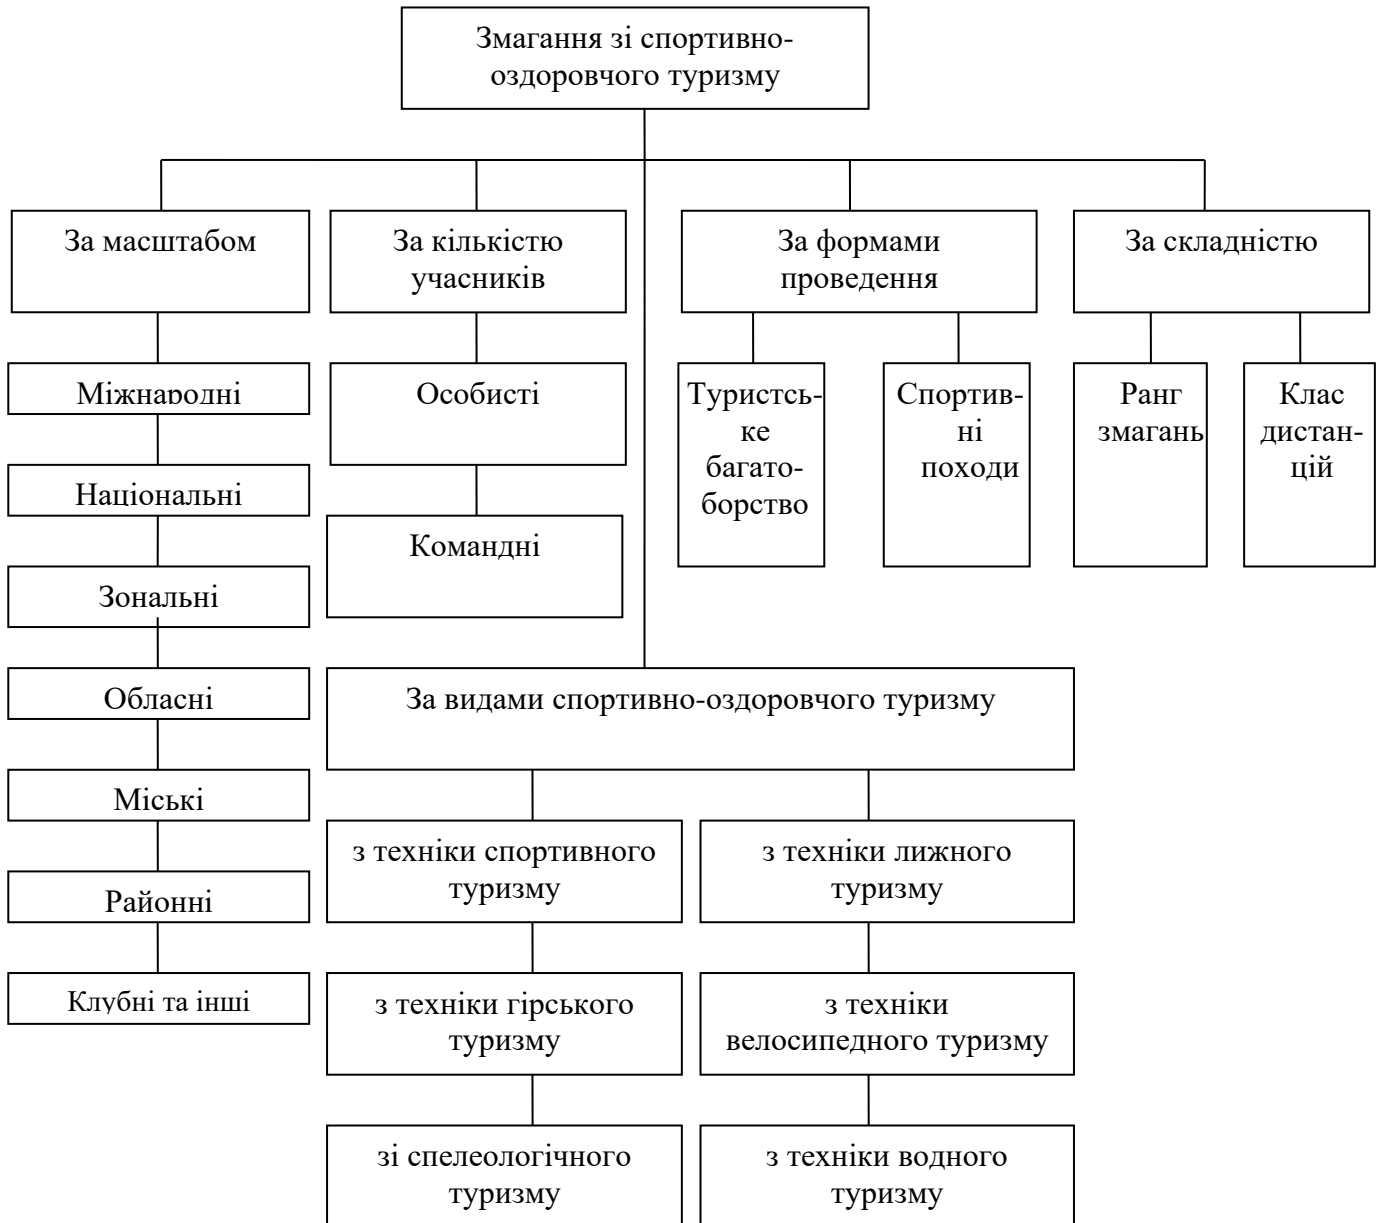 Змагання зі спортивно-
оздоровчого туризму
За масштабом
За кількістю
учасників
За формами
проведення
За складністю
Міжнародні
Національні
Зональні
Обласні
Міські
Районні
Клубні та інші
Особисті
Командні
Туристсь-
ке
багато-
борство
Спортив-
ні
походи
Ранг
змагань
Клас
дистан-
цій
За видами спортивно-оздоровчого туризму
з техніки спортивного
туризму
з техніки гірського
туризму
зі спелеологічного
туризму
з техніки лижного
туризму
з техніки
велосипедного туризму
з техніки водного
туризму